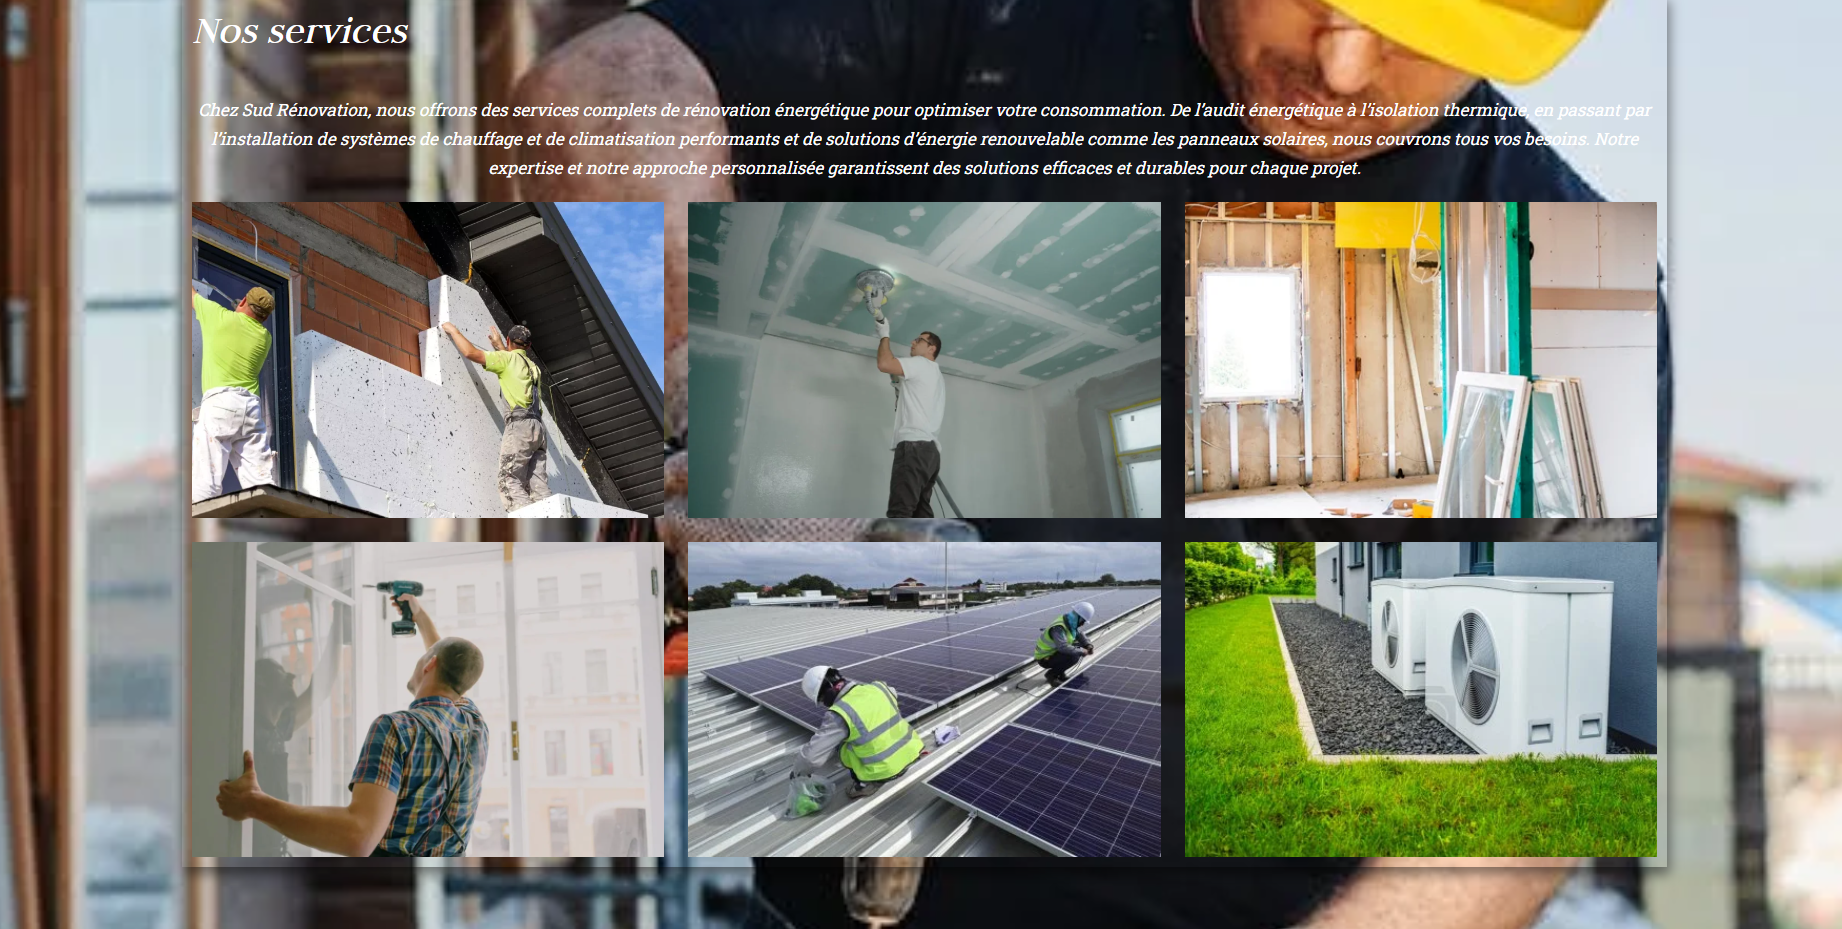 Nos services
Chez Sud Rénovation, nous offrons des services complets de rénovation énergétique pour optimiser votre consommation. De l’audit énergétique à l’isolation thermique, en passant par
l’installation de systèmes de chauffage et de climatisation performants et de solutions d’énergie renouvelable comme les panneaux solaires, nous couvrons tous vos besoins. Notre
expertise et notre approche personnalisée garantissent des solutions efficaces et durables pour chaque projet.